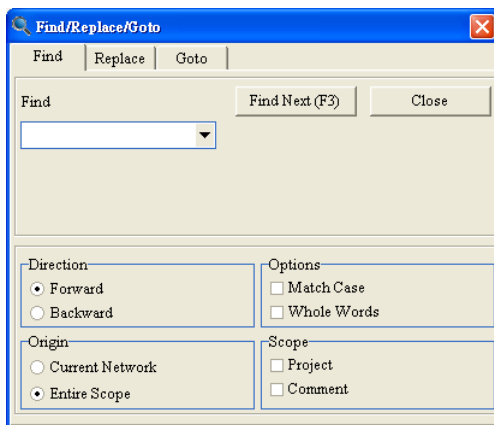 Find/Replace/Goto
Find Replace Goto
Find Find Next (F3) Close
Direction Options
Forward Match Case
Backward Whole Words
Origin Scope
Current Network Project
Entire Scope Comment